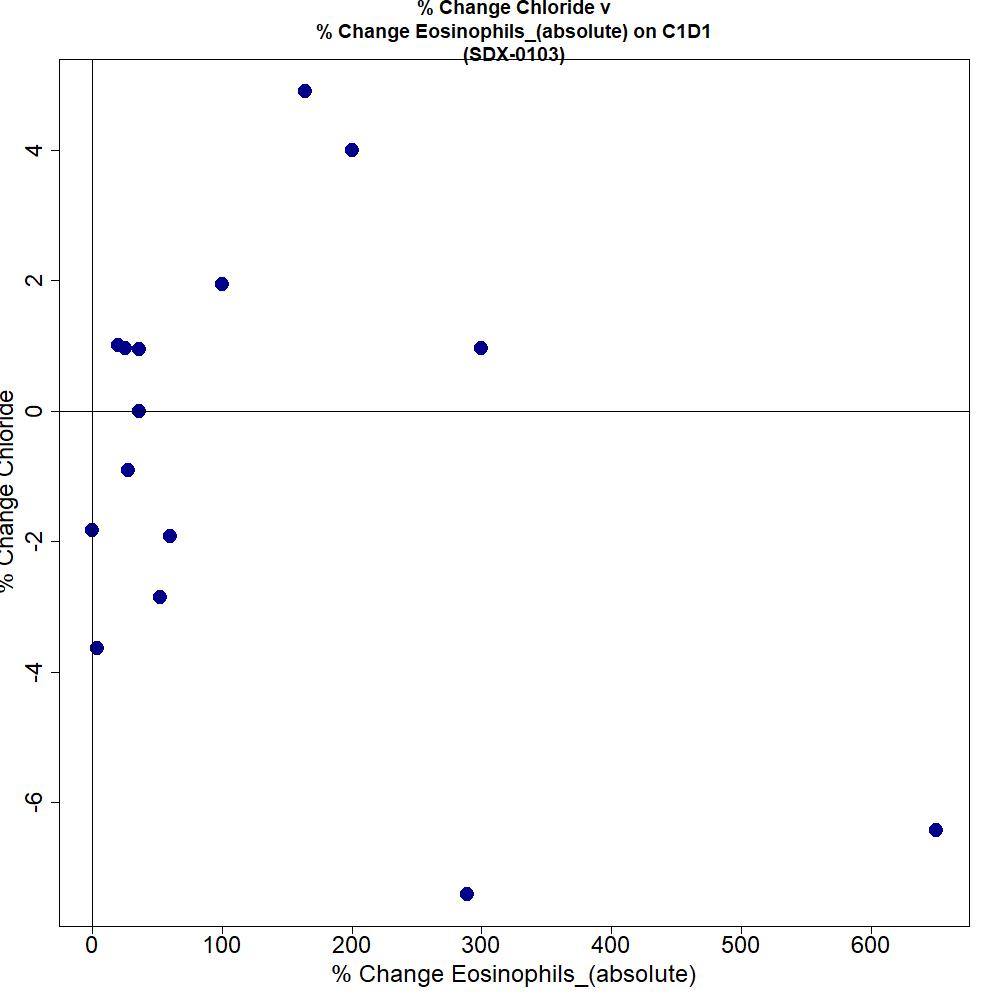 % Change Chloride v
% Change Eosinophils_(absolute) on C1D1
(SDX-0103)
4
2
0
-2
-4
-6
% Change Chloride
0 100 200 300 400 500 600
% Change Eosinophils_(absolute)